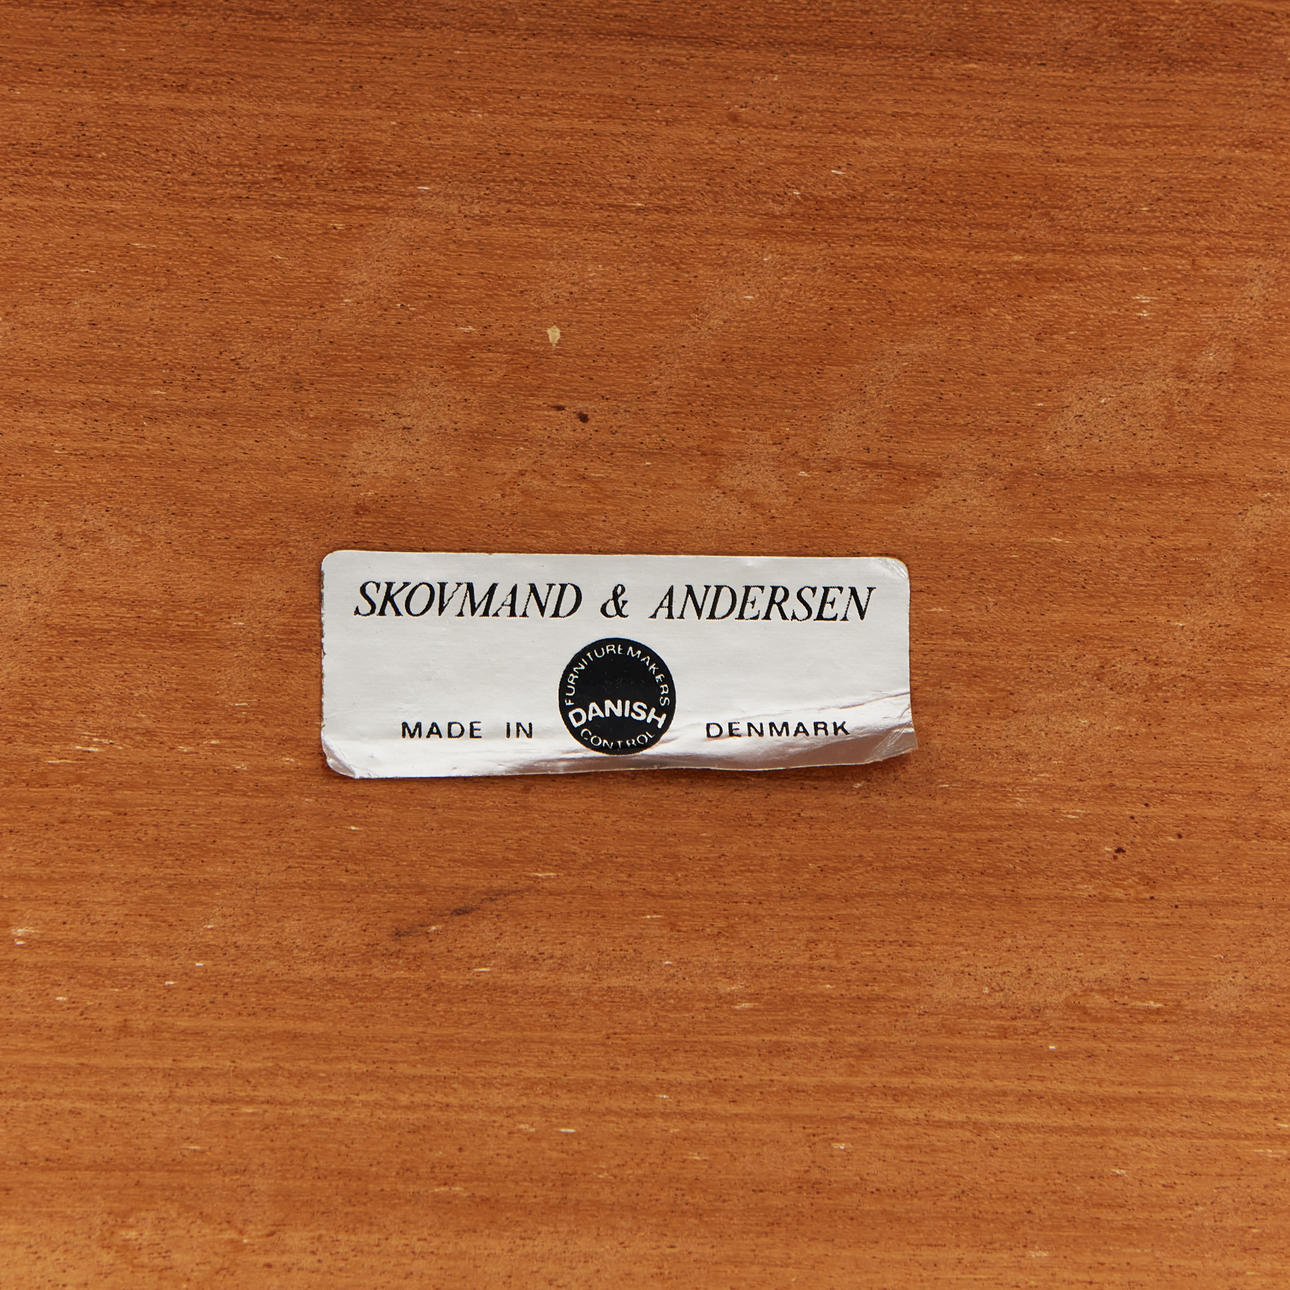 SKOVMAND & ANDERSEN
FURNITUREMAKERS
DANISH
CONTROL
MADE IN DENMARK